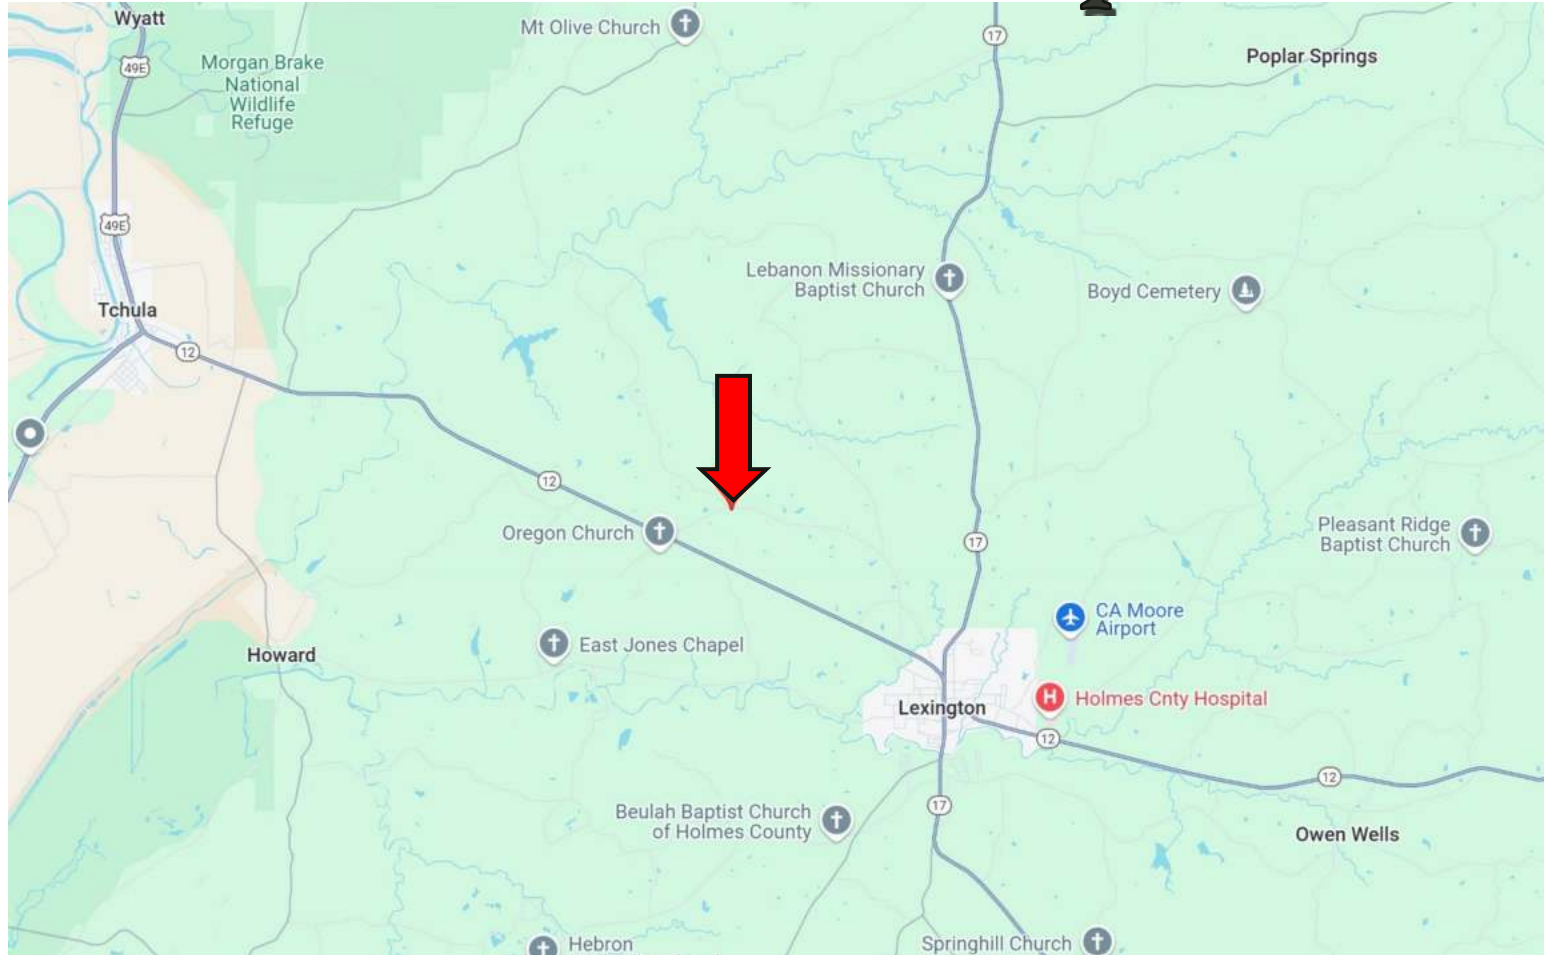 Wyatt
Mt Olive Church
17
Poplar Springs
49E
Morgan Brake
National
Wildlife
Refuge
49E
Lebanon Missionary
Baptist Church
Boyd Cemetery
Tchula
12
12
Oregon Church
17
Pleasant Ridge
Baptist Church
CA Moore
Airport
East Jones Chapel
Howard
H
Holmes Cnty Hospital
Lexington
12
12
17
Beulah Baptist Church
of Holmes County
Owen Wells
Hebron
Springhill Church